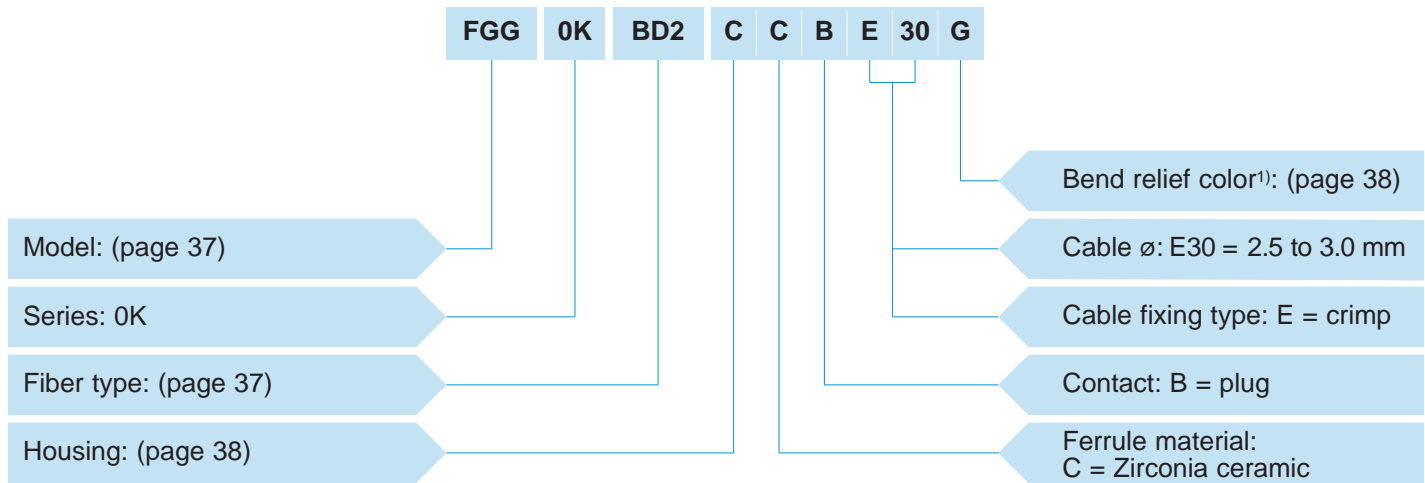 FGG 0K BD2 C C B E 30 G
Bend relief color1): (page 38)
Model: (page 37)
Cable ø: E30 = 2.5 to 3.0 mm
Series: 0K
Cable fixing type: E = crimp
Fiber type: (page 37)
Contact: B = plug
Housing: (page 38)
Ferrule material:
C = Zirconia ceramic